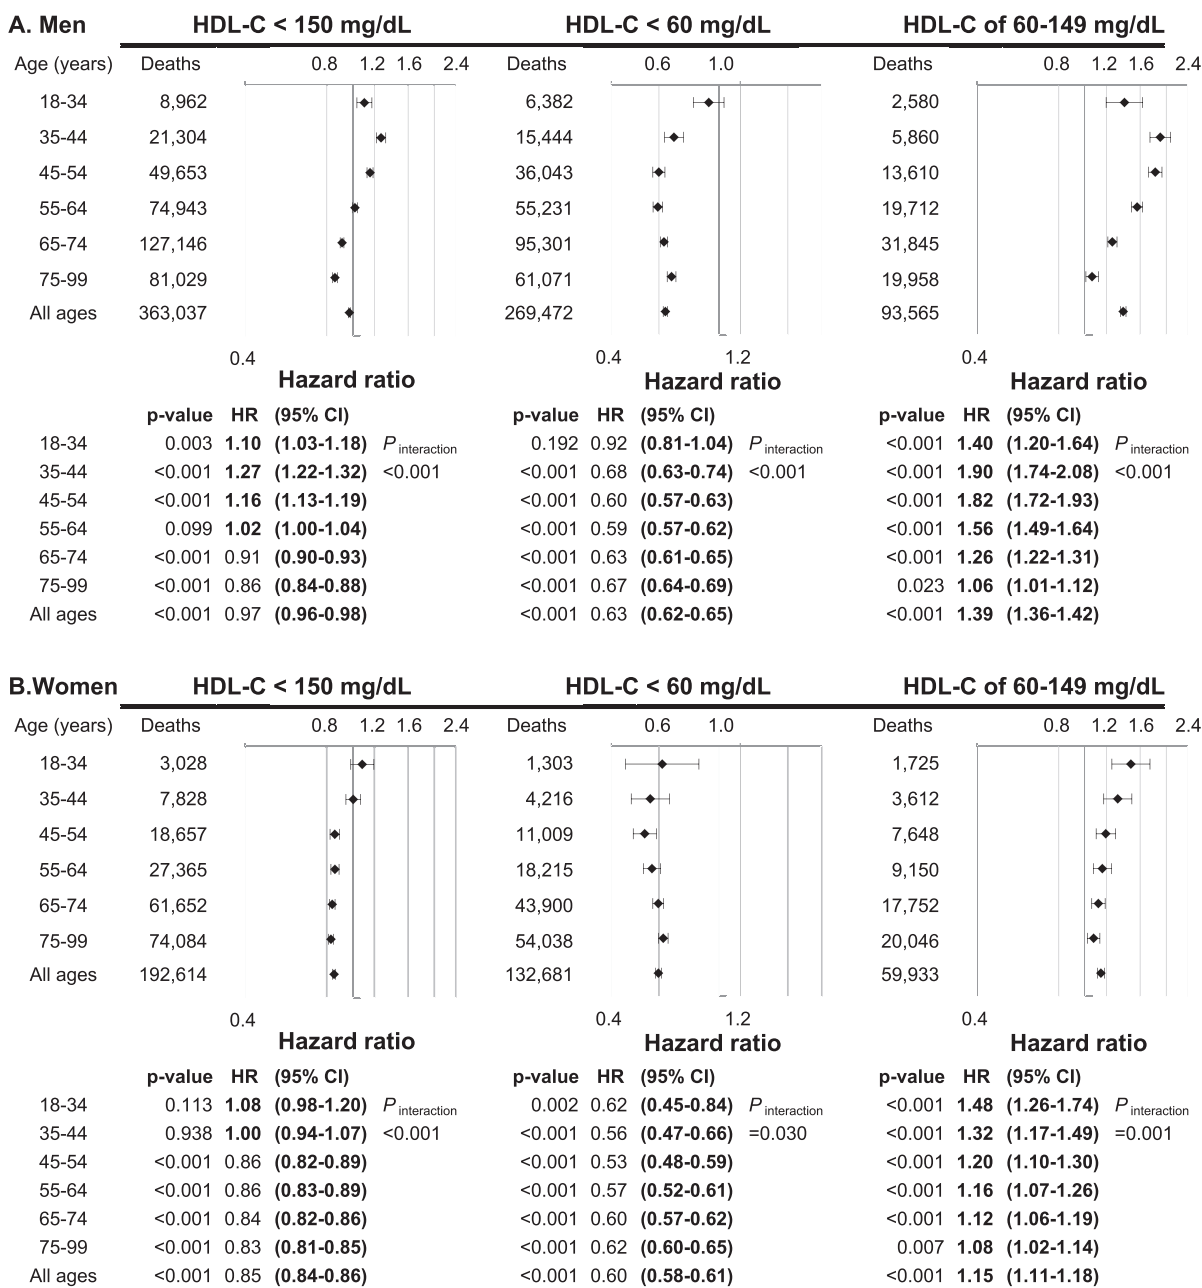 A. Men HDL-C < 150 mg/dL HDL-C < 60 mg/dL HDL-C of 60-149 mg/dL
Age (years) Deaths 0.8 1.2 1.6 2.4 Deaths 0.6 1.0 Deaths 0.8 1.2 1.6 2.4
18-34 8,962 6,382 2,580
35-44 21,304 15,444 5,860
45-54 49,653 36,043 13,610
55-64 74,943 55,231 19,712
65-74 127,146 95,301 31,845
75-99 81,029 61,071 19,958
All ages 363,037 269,472 93,565
0.4 0.4 1.2 0.4
Hazard ratio Hazard ratio Hazard ratio
p-value HR (95% CI) p-value HR (95% CI) p-value HR (95% CI)
18-34 0.003 1.10 (1.03-1.18) P interaction 0.192 0.92 (0.81-1.04) P interaction <0.001 1.40 (1.20-1.64) P interaction
35-44 <0.001 1.27 (1.22-1.32) <0.001 <0.001 0.68 (0.63-0.74) <0.001 <0.001 1.90 (1.74-2.08) <0.001
45-54 <0.001 1.16 (1.13-1.19) <0.001 0.60 (0.57-0.63) <0.001 1.82 (1.72-1.93)
55-64 0.099 1.02 (1.00-1.04) <0.001 0.59 (0.57-0.62) <0.001 1.56 (1.49-1.64)
65-74 <0.001 0.91 (0.90-0.93) <0.001 0.63 (0.61-0.65) <0.001 1.26 (1.22-1.31)
75-99 <0.001 0.86 (0.84-0.88) <0.001 0.67 (0.64-0.69) 0.023 1.06 (1.01-1.12)
All ages <0.001 0.97 (0.96-0.98) <0.001 0.63 (0.62-0.65) <0.001 1.39 (1.36-1.42)
B.Women HDL-C < 150 mg/dL HDL-C < 60 mg/dL HDL-C of 60-149 mg/dL
Age (years) Deaths 0.8 1.2 1.6 2.4 Deaths 0.6 1.0 Deaths 0.8 1.2 1.6 2.4
18-34 3,028 1,303 1,725
35-44 7,828 4,216 3,612
45-54 18,657 11,009 7,648
55-64 27,365 18,215 9,150
65-74 61,652 43,900 17,752
75-99 74,084 54,038 20,046
All ages 192,614 132,681 59,933
0.4 0.4 1.2 0.4
Hazard ratio Hazard ratio Hazard ratio
p-value HR (95% CI) p-value HR (95% CI) p-value HR (95% CI)
18-34 0.113 1.08 (0.98-1.20) P interaction 0.002 0.62 (0.45-0.84) P interaction <0.001 1.48 (1.26-1.74) P interaction
35-44 0.938 1.00 (0.94-1.07) <0.001 <0.001 0.56 (0.47-0.66) =0.030 <0.001 1.32 (1.17-1.49) =0.001
45-54 <0.001 0.86 (0.82-0.89) <0.001 0.53 (0.48-0.59) <0.001 1.20 (1.10-1.30)
55-64 <0.001 0.86 (0.83-0.89) <0.001 0.57 (0.52-0.61) <0.001 1.16 (1.07-1.26)
65-74 <0.001 0.84 (0.82-0.86) <0.001 0.60 (0.57-0.62) <0.001 1.12 (1.06-1.19)
75-99 <0.001 0.83 (0.81-0.85) <0.001 0.62 (0.60-0.65) 0.007 1.08 (1.02-1.14)
All ages <0.001 0.85 (0.84-0.86) <0.001 0.60 (0.58-0.61) <0.001 1.15 (1.11-1.18)